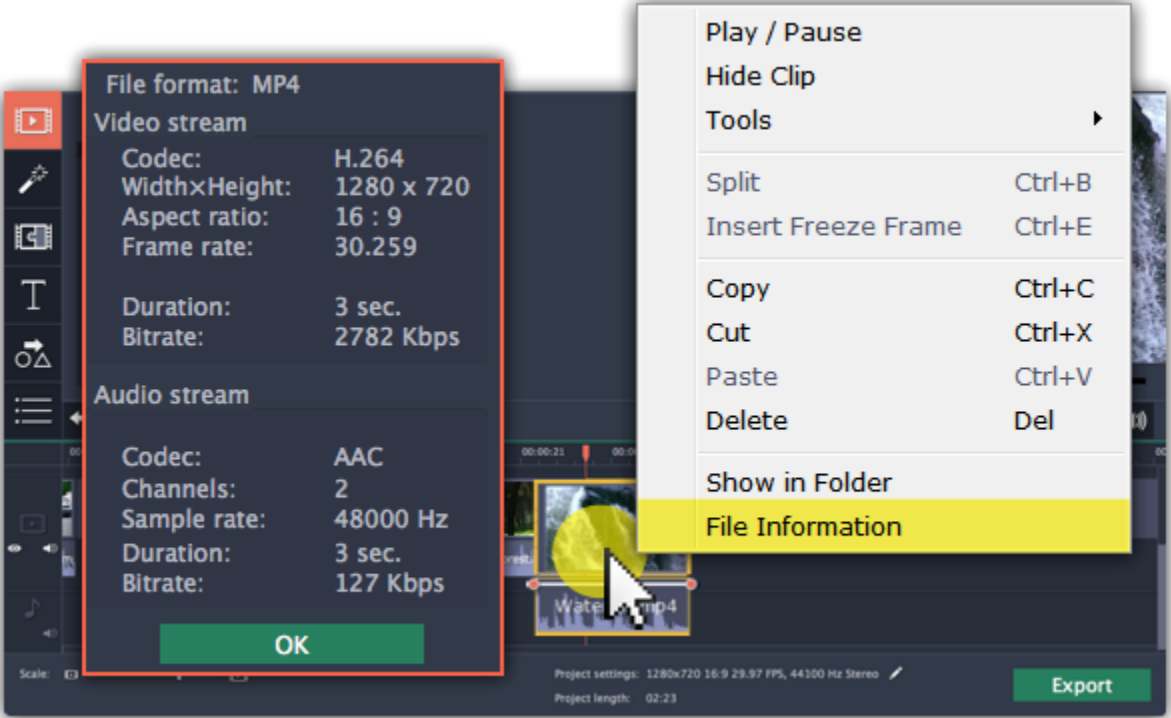 Play / Pause
Hide Clip
Tools
Split Ctrl+B
Insert Freeze Frame Ctrl+E
Copy Ctrl+C
Cut Ctrl+X
Paste Ctrl+V
Delete Del
Show in Folder
File Information
File format: MP4
Video stream
Codec: H.264
Width×Height: 1280 x 720
Aspect ratio: 16 : 9
Frame rate: 30.259
Duration: 3 sec.
Bitrate: 2782 Kbps
Audio stream
Codec: AAC
Channels: 2
Sample rate: 48000 Hz
Duration: 3 sec.
Bitrate: 127 Kbps
OK
T
00:00:21
Scale:
Project settings: 1280x720 16:9 29.97 FPS, 44100 Hz Stereo
Project length: 02:23
Export